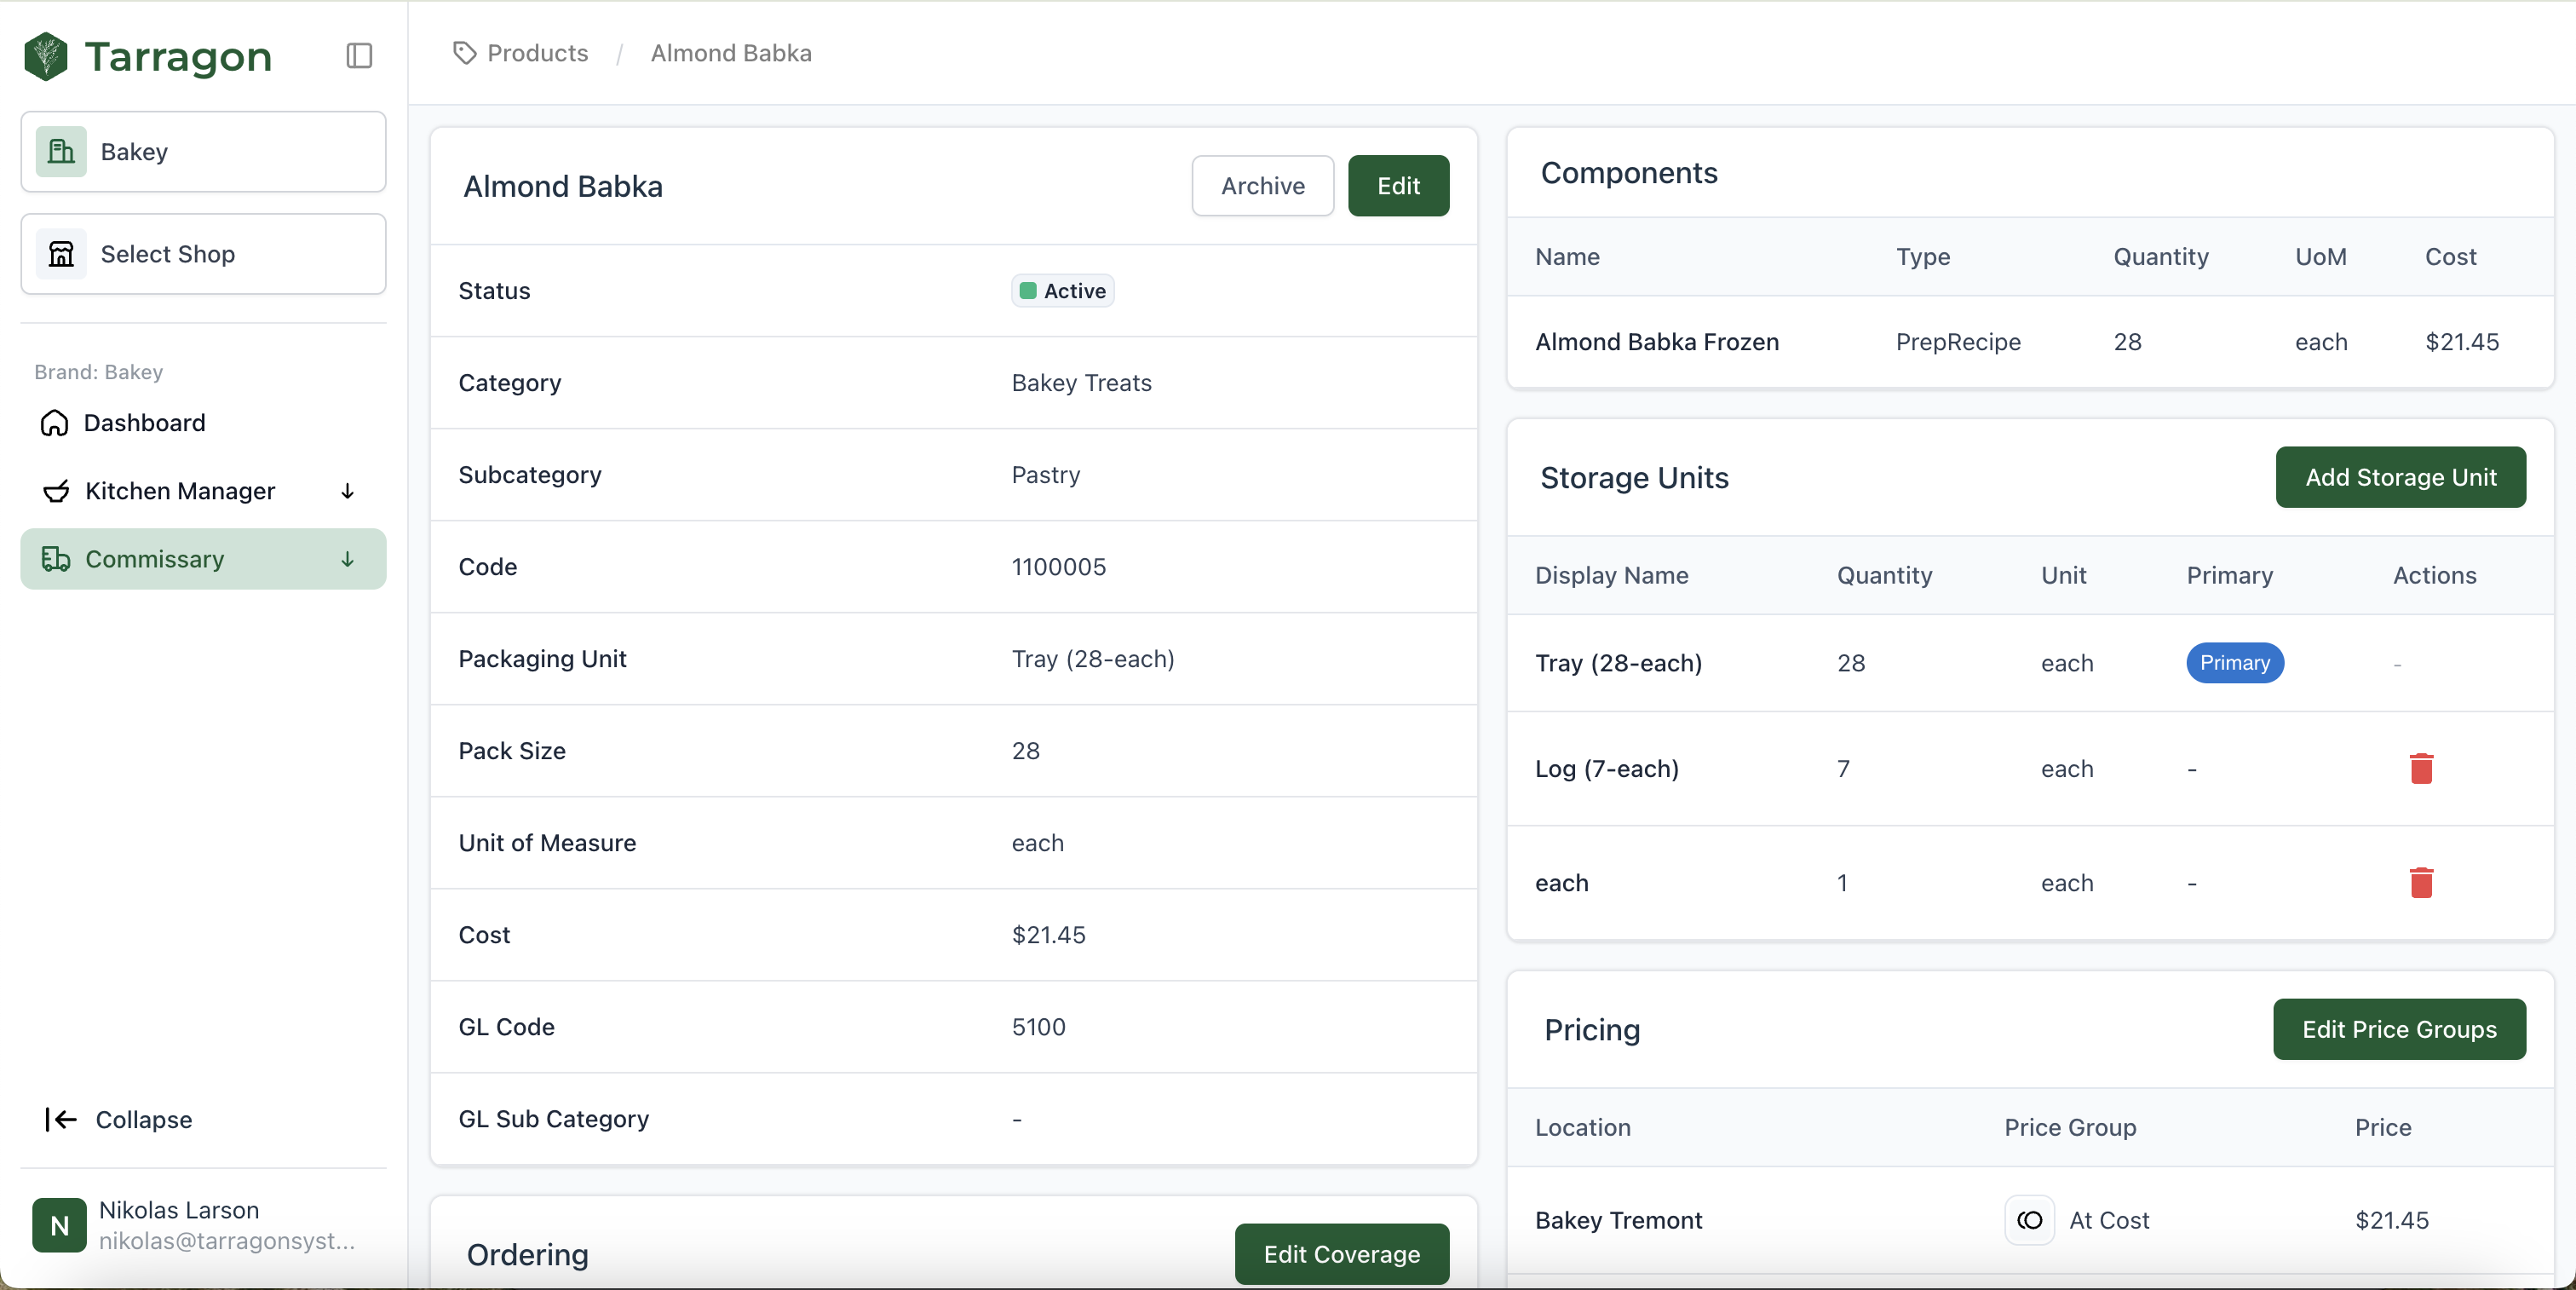 Tarragon
Bakey
Select Shop
Brand: Bakey
Dashboard
Kitchen Manager
Commissary
Collapse
N
Nikolas Larson
nikolas@tarragonsyst...
Products / Almond Babka
Almond Babka
Archive
Edit
Status Active
Category Bakey Treats
Subcategory Pastry
Code 1100005
Packaging Unit Tray (28-each)
Pack Size 28
Unit of Measure each
Cost $21.45
GL Code 5100
GL Sub Category -
Ordering
Edit Coverage
Components
Name Type Quantity UoM Cost
Almond Babka Frozen PrepRecipe 28 each $21.45
Storage Units
Add Storage Unit
Display Name Quantity Unit Primary Actions
Tray (28-each) 28 each Primary -
Log (7-each) 7 each -
each 1 each -
Pricing
Edit Price Groups
Location Price Group Price
Bakey Tremont At Cost $21.45